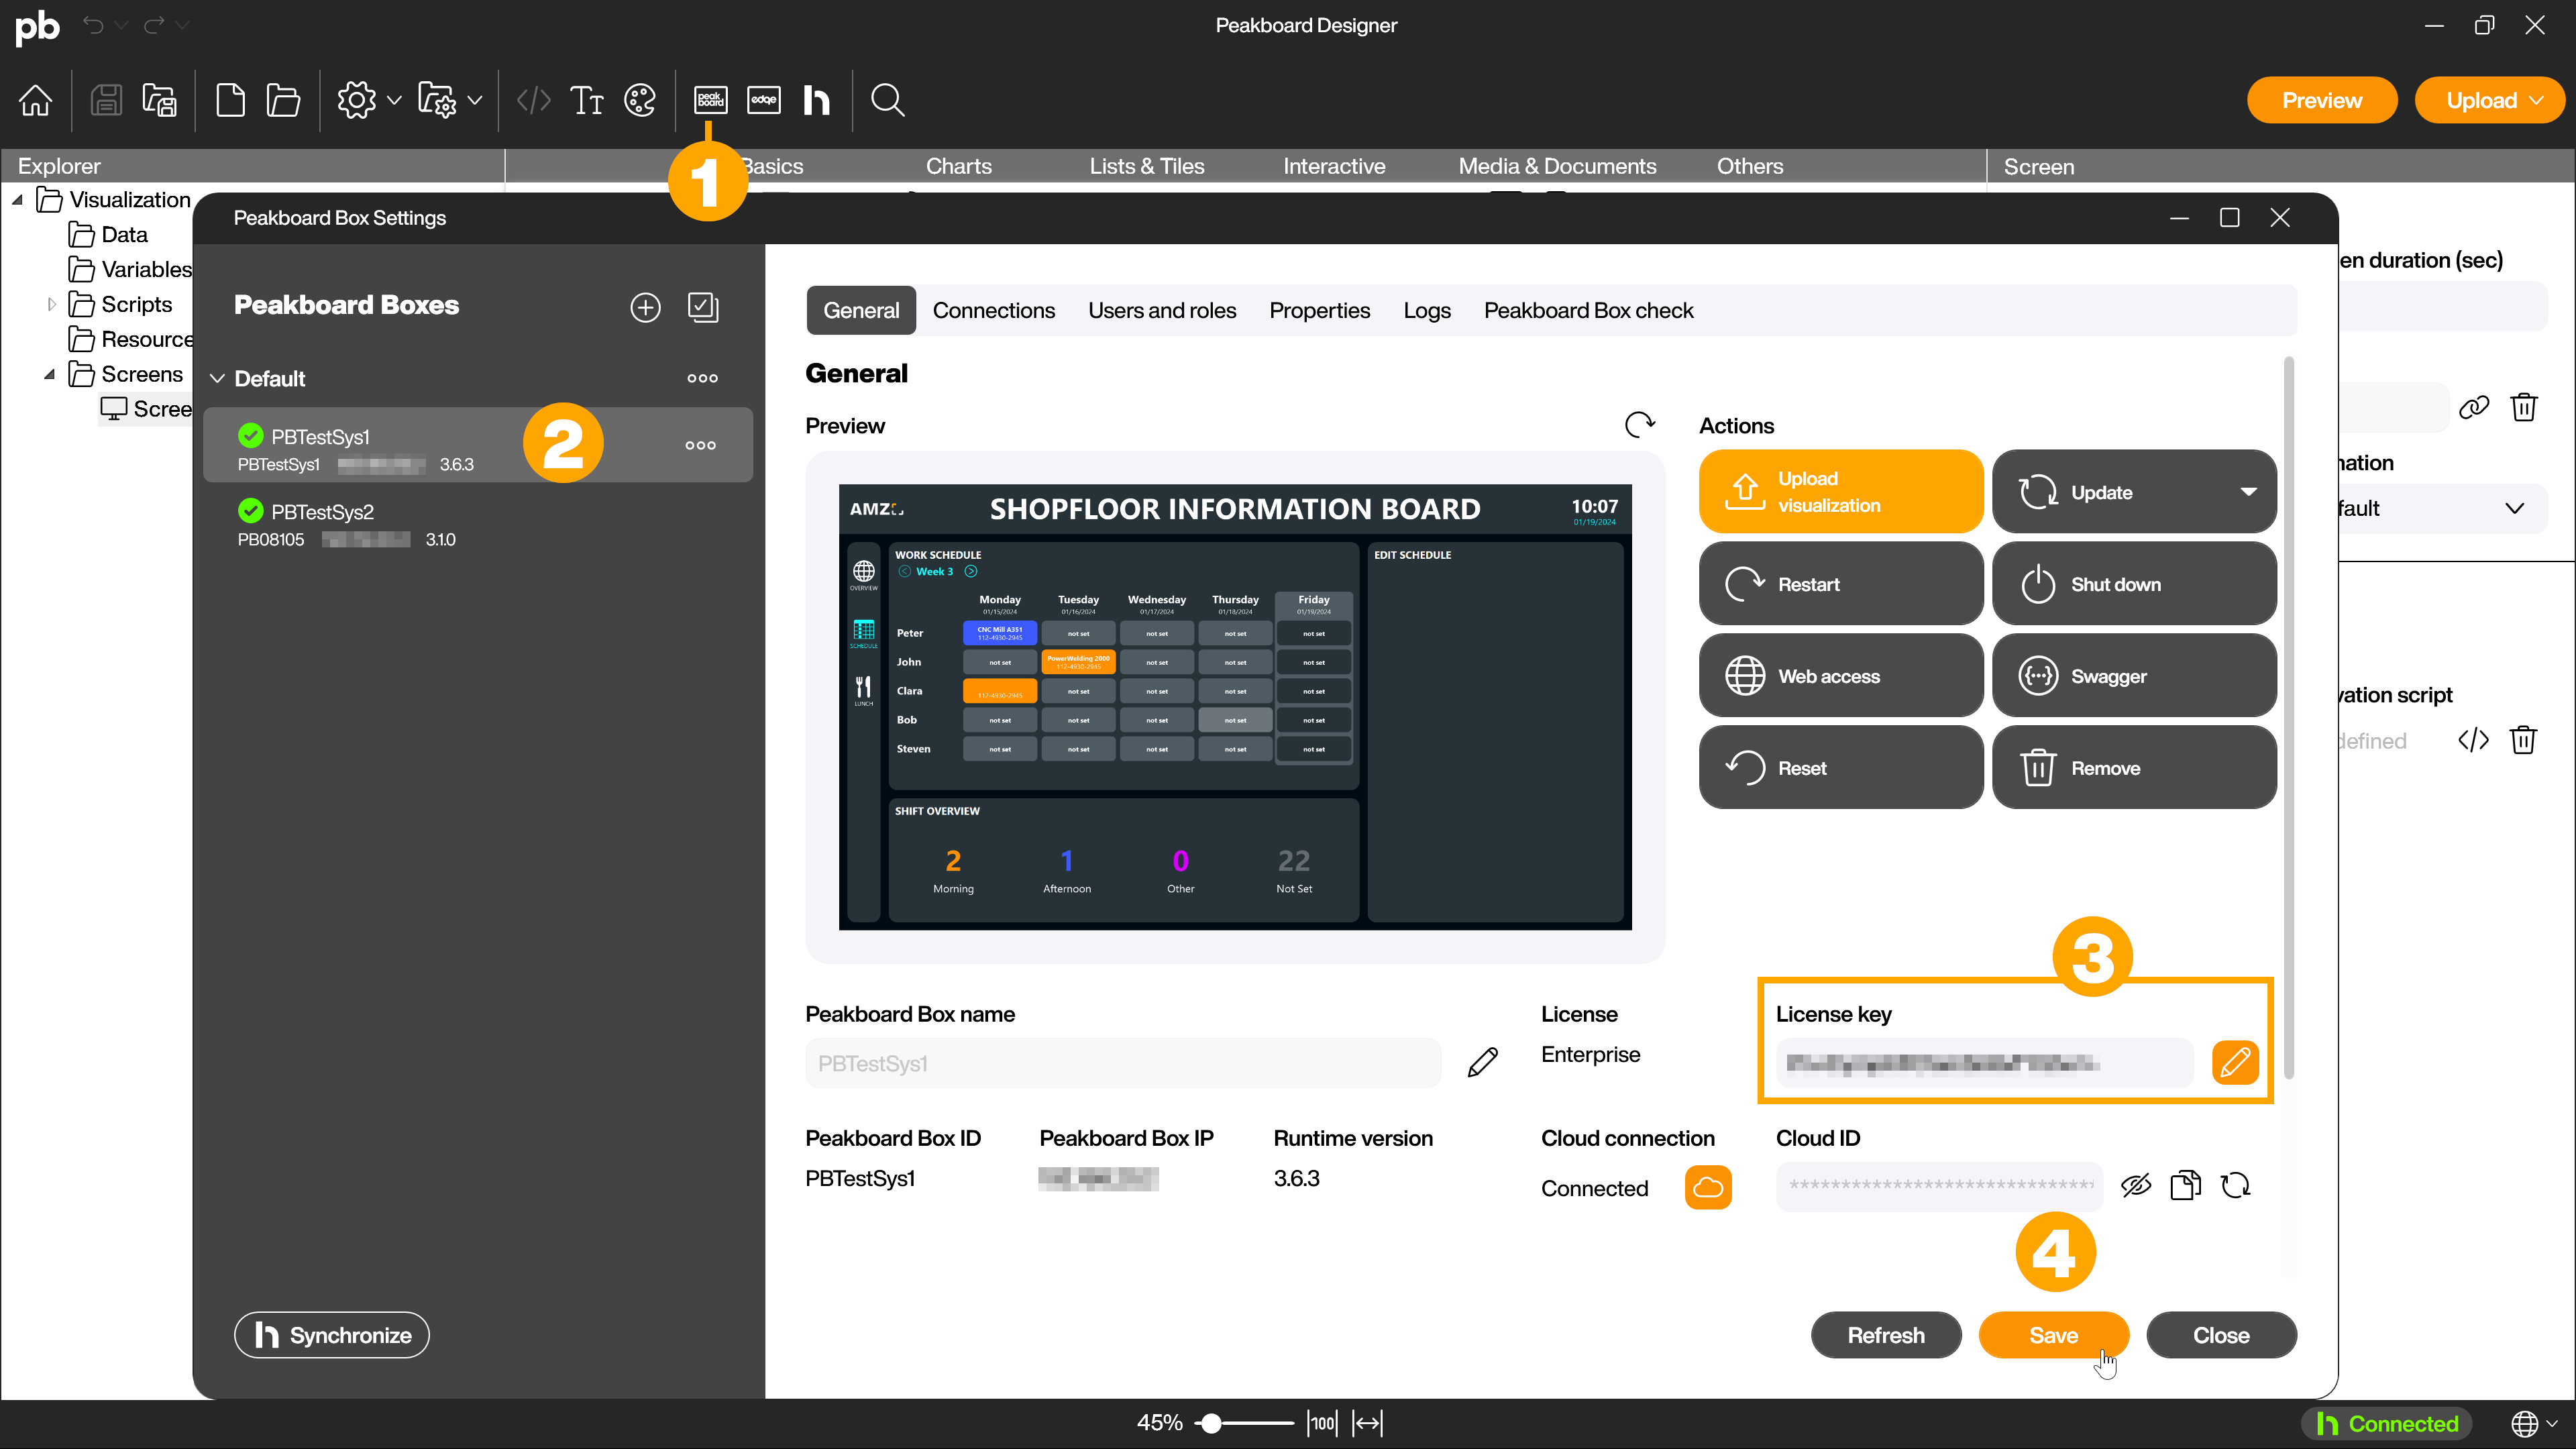 pb
Peakboard Designer
peak
board
edge
Preview
Upload
Explorer
Basics
Charts
Lists & Tiles
Interactive
Media & Documents
Others
Screen
1
Visualization
Data
Variables
Scripts
Resource
Screens
Scree
Peakboard Box Settings
Peakboard Boxes
Default
PBTestSys1
PBTestSys1
3.6.3
2
PBTestSys2
PB08105
3.1.0
Synchronize
General
Connections
Users and roles
Properties
Logs
Peakboard Box check
General
Preview
AMZ
SHOPFLOOR INFORMATION BOARD
10:07
01/19/2024
OVERVIEW
SCHEDULE
LUNCH
WORK SCHEDULE
Week 3
Monday Tuesday Wednesday Thursday Friday
01/15/2024 01/16/2024 01/17/2024 01/18/2024 01/19/2024
Peter CNC Mill A351 not set not set not set not set
112-4930-2945
John not set PowerWelding 2000 not set not set not set
112-4930-2945
Clara 112-4930-2945 not set not set not set not set
Bob not set not set not set not set not set
Steven not set not set not set not set not set
EDIT SCHEDULE
SHIFT OVERVIEW
2 1 0 22
Morning Afternoon Other Not Set
Actions
Upload
visualization
Update
Restart
Shut down
Web access
Swagger
Reset
Remove
Peakboard Box name
PBTestSys1
License
Enterprise
3
License key
Peakboard Box ID
PBTestSys1
Peakboard Box IP
Runtime version
3.6.3
Cloud connection
Connected
Cloud ID
******************************
4
Refresh
Save
Close
en duration (sec)
nation
fault
vation script
defined
45%
100
Connected